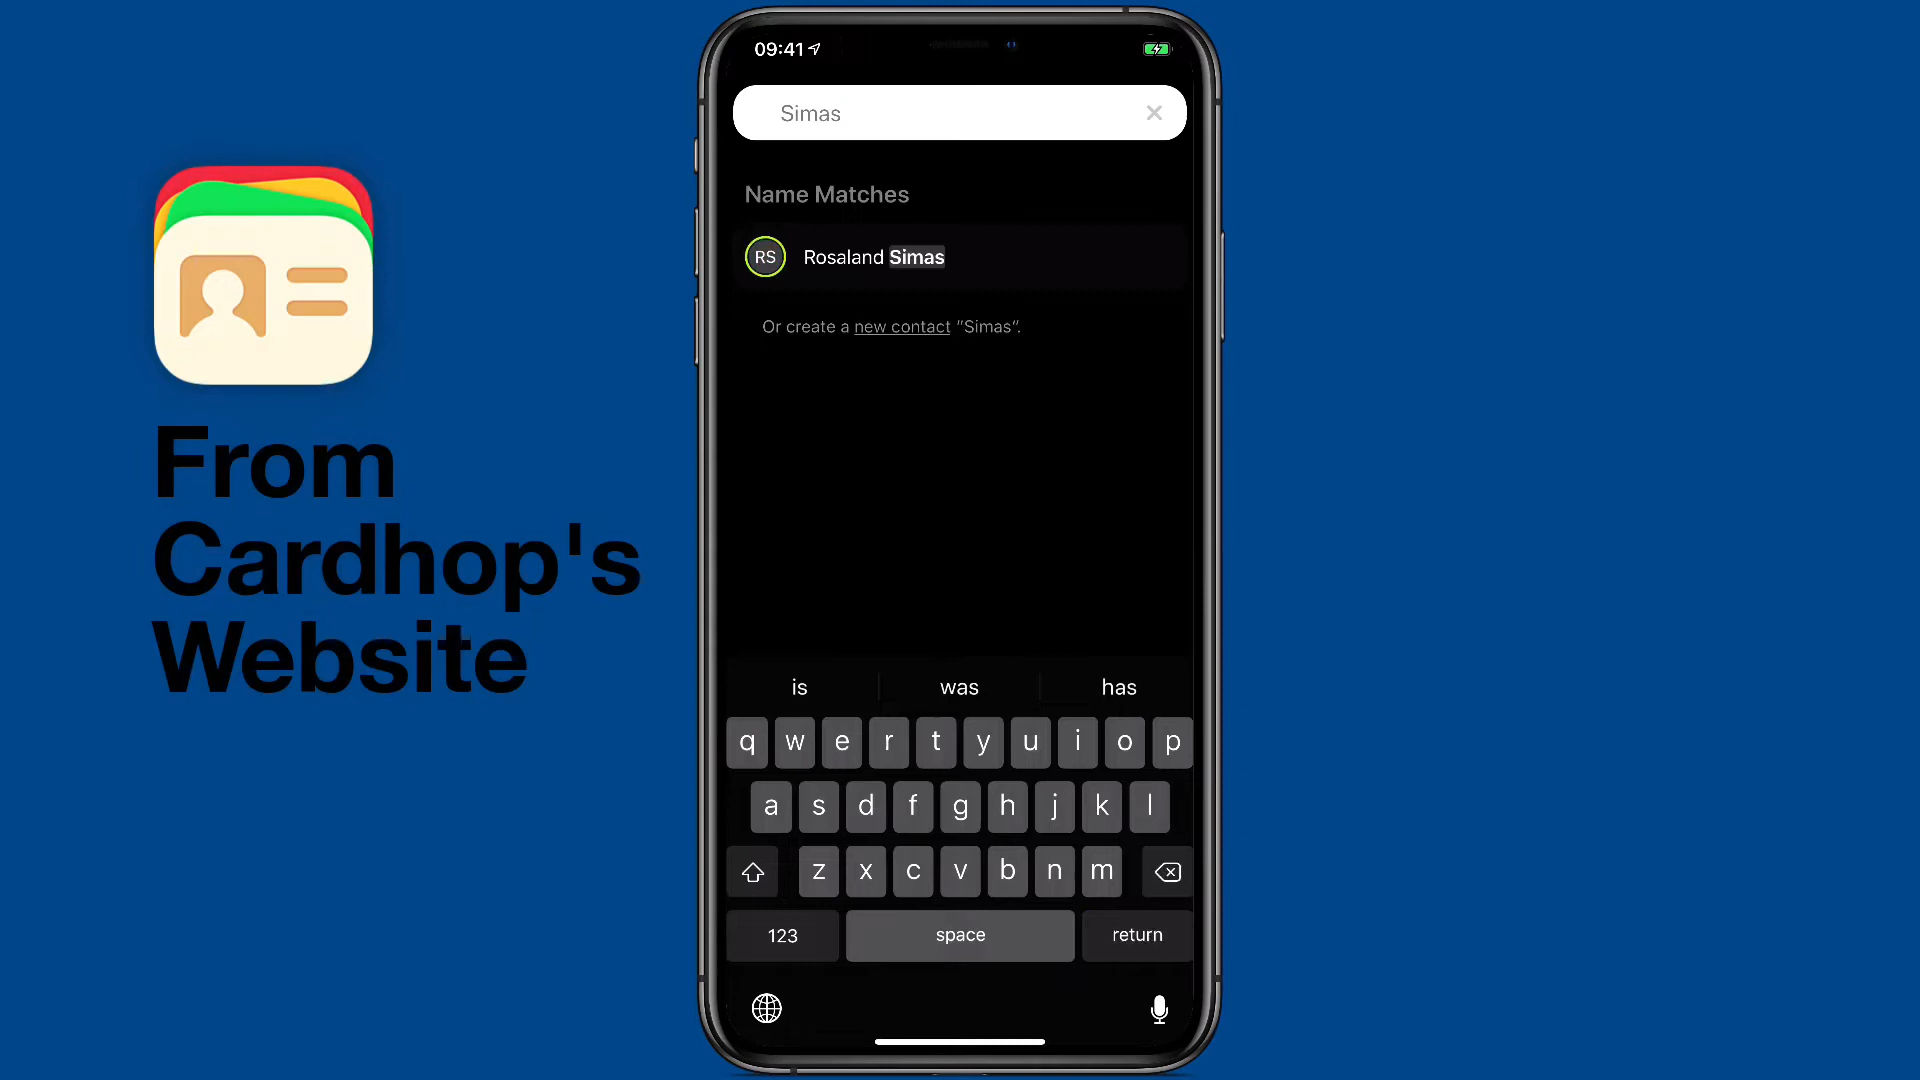 From
Cardhop's
Website
09:41
Simas
Name Matches
RS Rosaland Simas
Or create a new contact “Simas”.
is was has
q w e r t y u i o p
a s d f g h j k l
z x c v b n m
123 space return